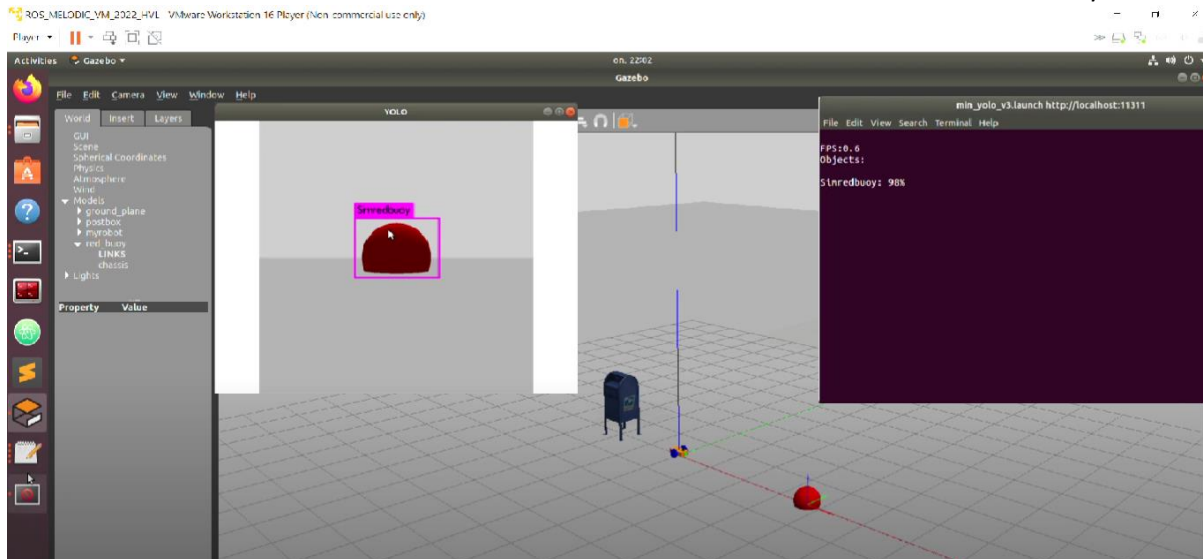 ROS_MELODIC_VM_2022_HVL - VMware Workstation 16 Player (Non-commercial use only)
Player
Activities Gazebo on. 22:02
Gazebo
File Edit Camera View Window Help
World Insert Layers
GUI
Scene
Spherical Coordinates
Physics
Atmosphere
Wind
Models
ground_plane
postbox
myrobot
red_buoy
LINKS
chassis
Lights
Property Value
YOLO
Simredbuoy
min_yolo_v3.launch http://localhost:11311
File Edit View Search Terminal Help
FPS:0.6
Objects:
Simredbuoy: 98%